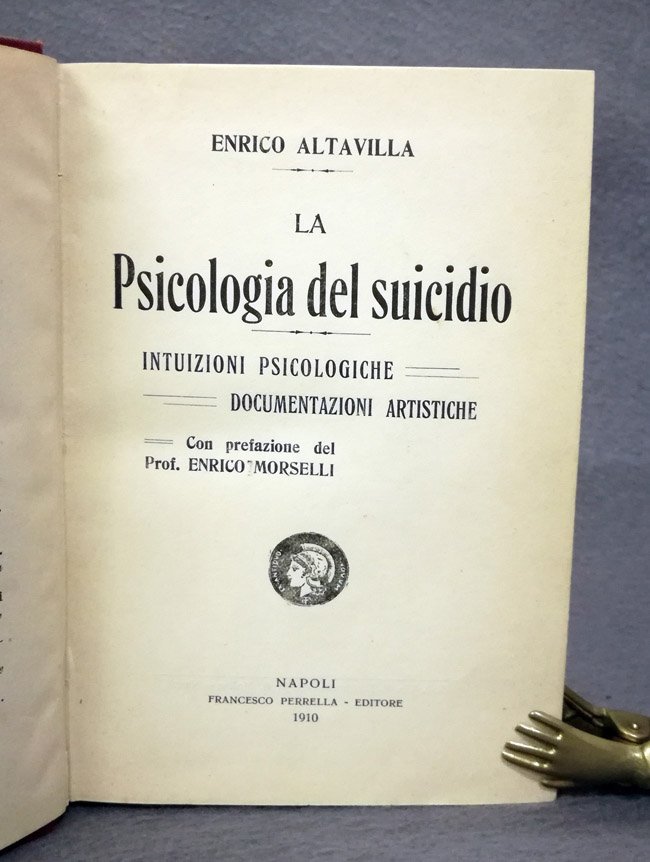 ENRICO ALTAVILLA
LA
Psicologia del suicidio
INTUIZIONI PSICOLOGICHE
DOCUMENTAZIONI ARTISTICHE
Con prefazione del
Prof. ENRICO MORSELLI
NAPOLI
FRANCESCO PERRELLA - EDITORE
1910